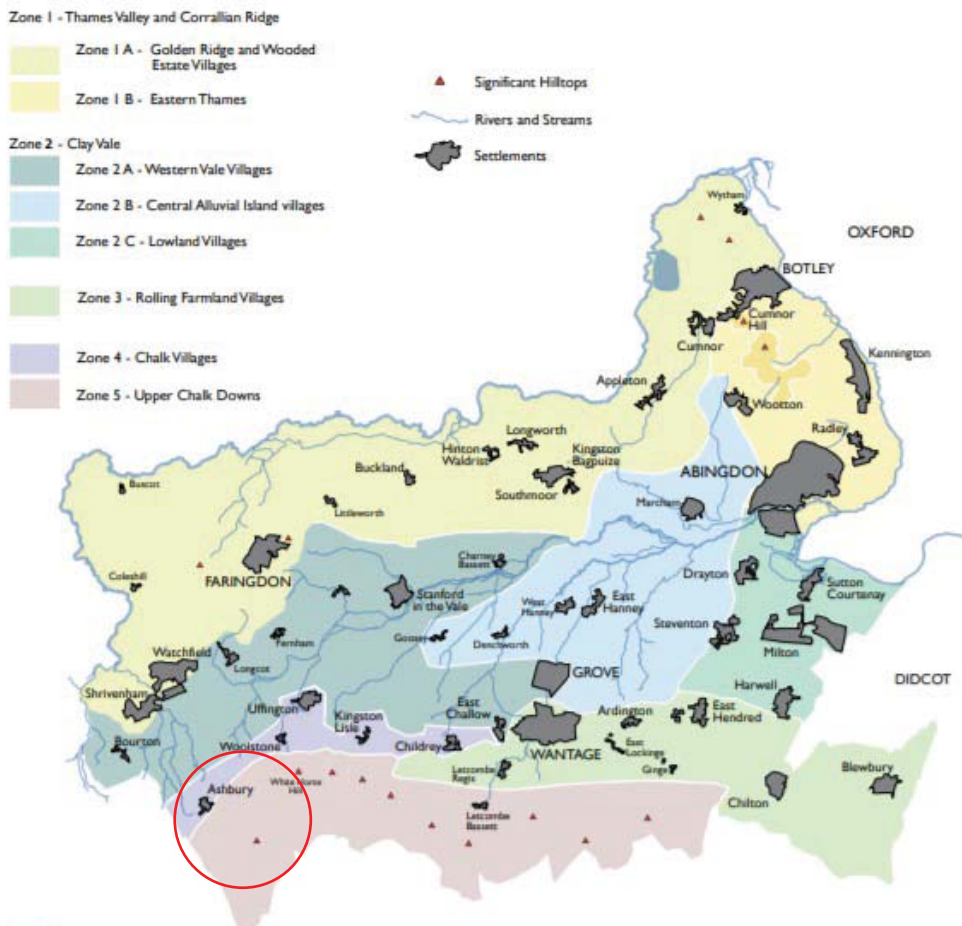 Zone 1 - Thames Valley and Corrallian Ridge
Zone 1 A - Golden Ridge and Wooded
Estate Villages
Zone 1 B - Eastern Thames
Zone 2 - Clay Vale
Zone 2 A - Western Vale Villages
Zone 2 B - Central Alluvial Island villages
Zone 2 C - Lowland Villages
Zone 3 - Rolling Farmland Villages
Zone 4 - Chalk Villages
Zone 5 - Upper Chalk Downs
Significant Hilltops
Rivers and Streams
Settlements
Wytham
OXFORD
BOTLEY
Cumnor
Hill
Cumnor
Kennington
Appleton
Wootton
Radley
Longworth
Hinton
Waldrist
Kingston
Bagpuize
Buckland
Southmoor
ABINGDON
Buscot
Littleworth
Marcham
Coleshill
FARINGDON
Charney
Bassett
Drayton
Sutton
Courtenay
Stanford
in the Vale
West
Hanney
East
Hanney
Steventon
Milton
Fernham
Goosey
Denchworth
Watchfield
Longcot
GROVE
DIDCOT
Shrivenham
Harwell
Uffington
Kingston
Lisle
East
Challow
Ardington
East
Hendred
Bourton
Woolstone
Childrey
WANTAGE
East
Lockinge
Ginge
Letcombe
Regis
White Horse
Hill
Ashbury
Blewbury
Chilton
Letcombe
Bassett